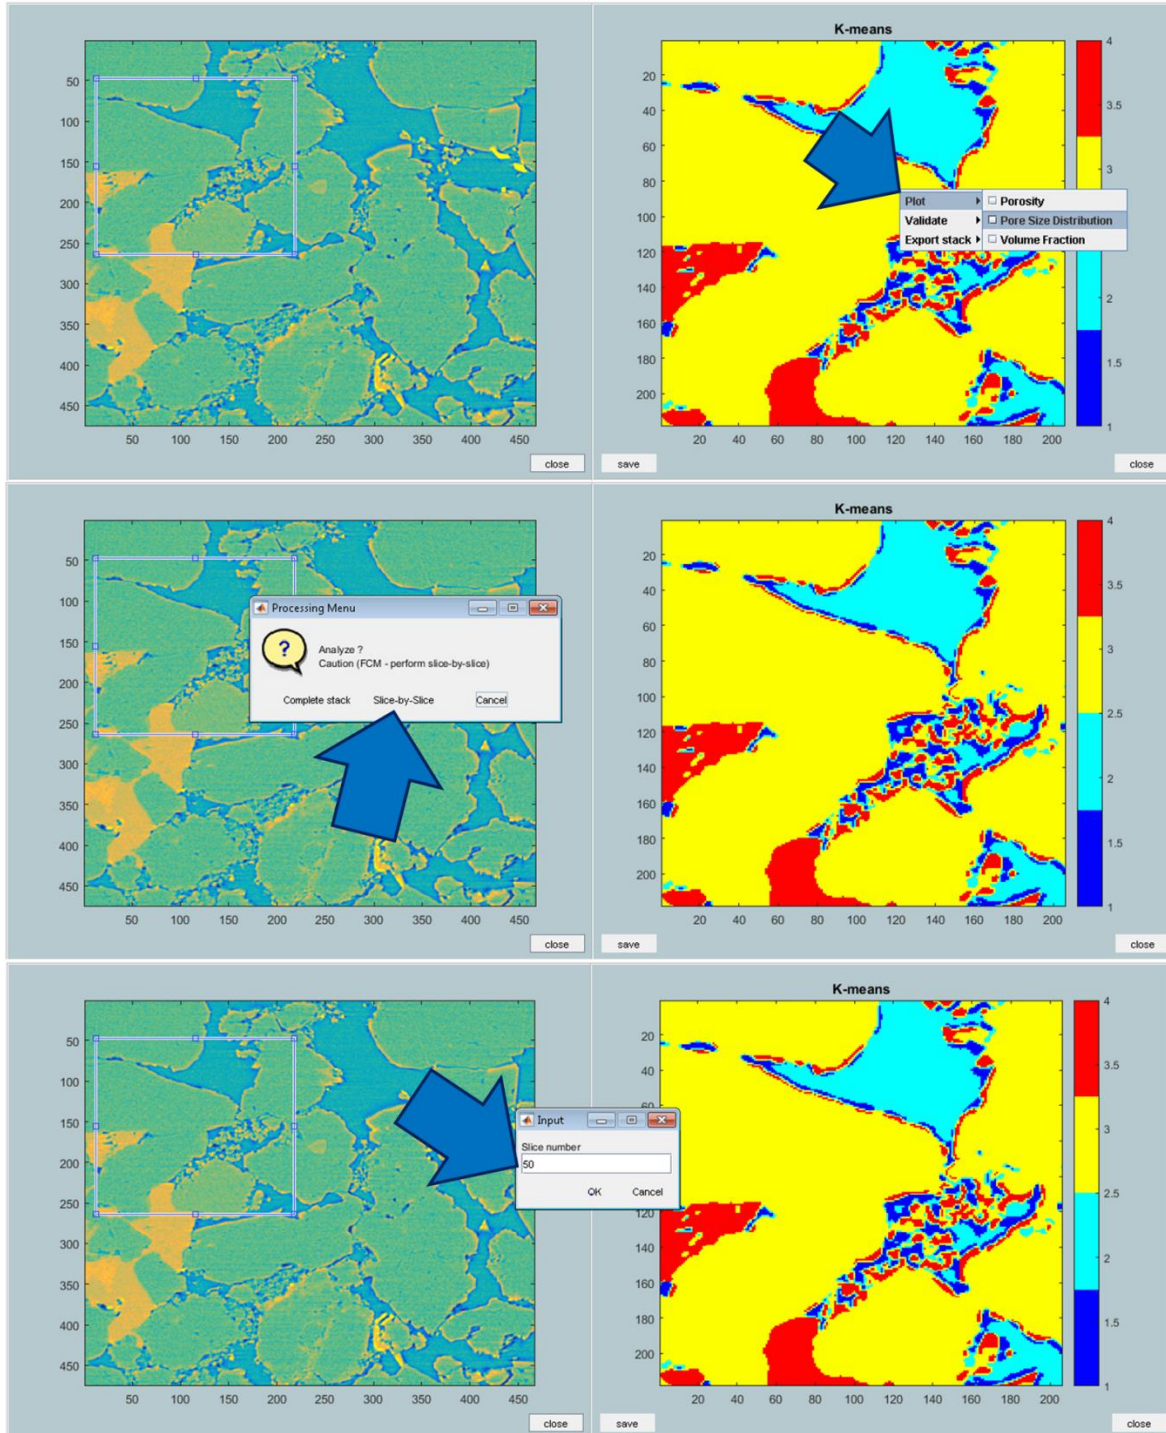 50
100
150
200
250
300
350
400
450
50 100 150 200 250 300 350 400 450
close
K-means
20
40
60
80
100
120
140
160
180
200
20 40 60 80 100 120 140 160 180 200
4
3.5
3
2
1.5
1
Plot
Validate
Export stack
Porosity
Pore Size Distribution
Volume Fraction
save
close
50
100
150
200
250
300
350
400
450
50 100 150 200 250 300 350 400 450
Processing Menu
?
Analyze ?
Caution (FCM - perform slice-by-slice)
Complete stack Slice-by-Slice Cancel
close
K-means
20
40
60
80
100
120
140
160
180
200
20 40 60 80 100 120 140 160 180 200
4
3.5
3
2.5
2
1.5
1
save
close
50
100
150
200
250
300
350
400
450
50 100 150 200 250 300 350 400 450
Input
Slice number
50
OK Cancel
close
K-means
20
40
60
120
140
160
180
200
20 40 60 80 100 120 140 160 180 200
4
3.5
3
2.5
2
1.5
1
save
close